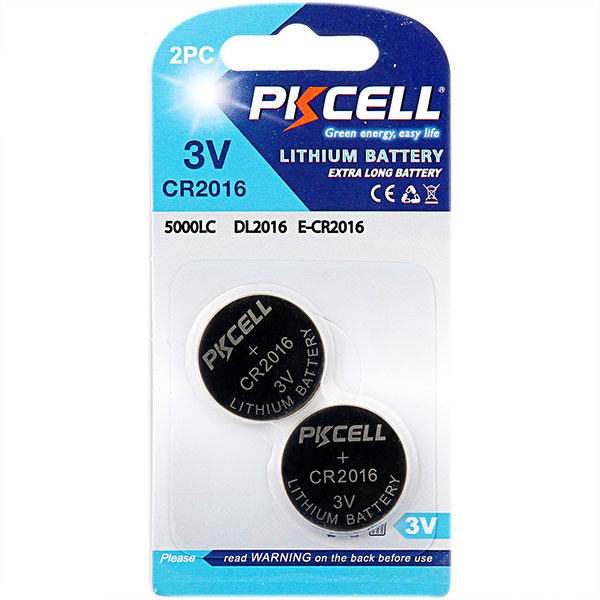 2PC
PKCELL®
Green energy, easy life
3V
CR2016
LITHIUM BATTERY
EXTRA LONG BATTERY
CE
5000LC DL2016 E-CR2016
PKCELL
+
CR2016
3V
LITHIUM BATTERY
PKCELL
+
CR2016
3V
LITHIUM BATTERY
3V
Please read WARNING on the back before use